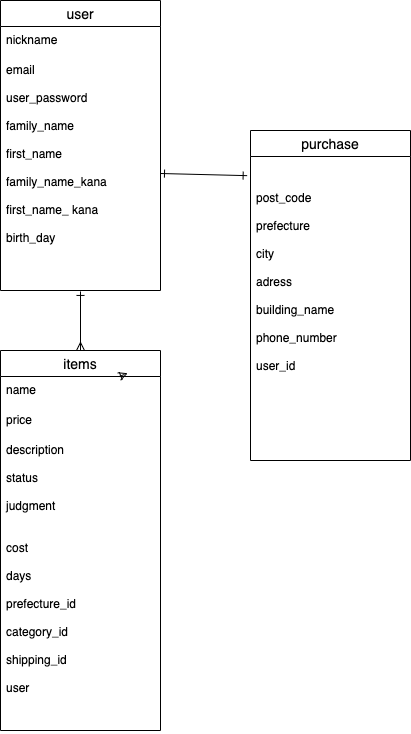 user
nickname
email
user_password
family_name
first_name
family_name_kana
first_name_ kana
birth_day
purchase
post_code
prefecture
city
adress
building_name
phone_number
user_id
items
name
price
description
status
judgment
cost
days
prefecture_id
category_id
shipping_id
user